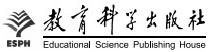 教育科学出版社
ESPH Educational Science Publishing House